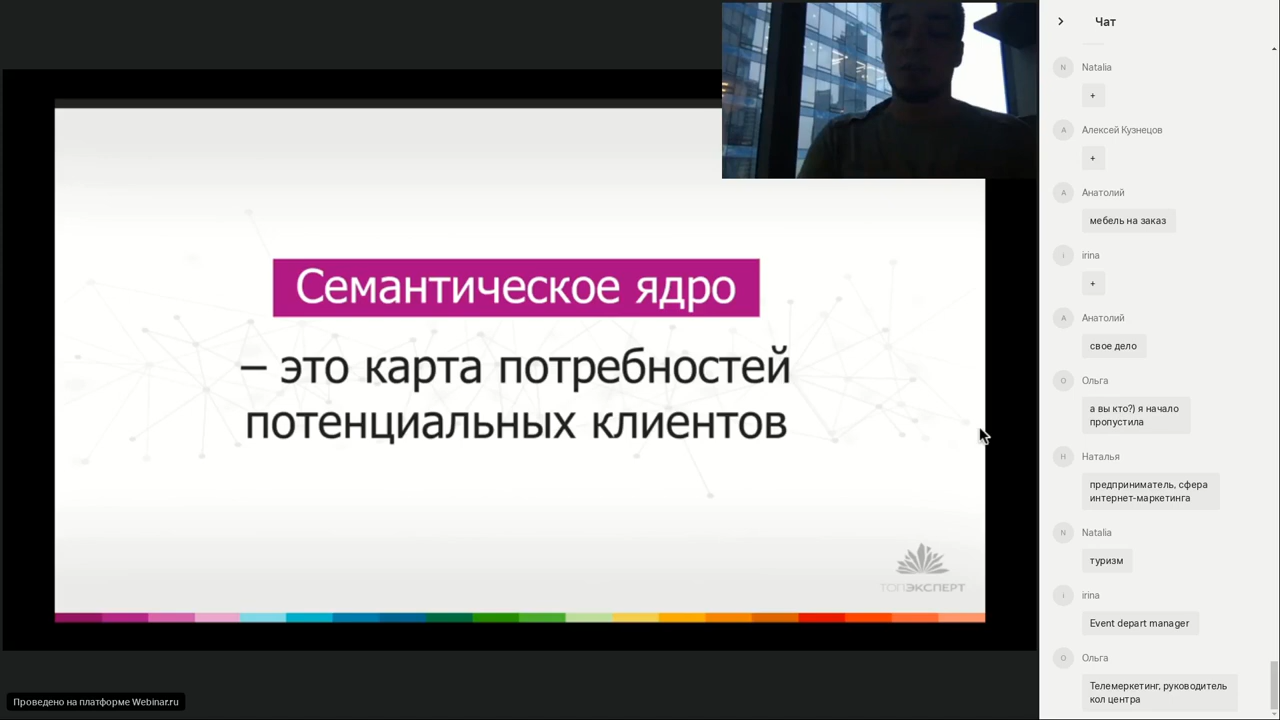 Семантическое ядро
– это карта потребностей
потенциальных клиентов
ТОПЭКСПЕРТ
Проведено на платформе Webinar.ru
Чат
N
Natalia
+
А
Алексей Кузнецов
+
А
Анатолий
мебель на заказ
i
irina
+
А
Анатолий
свое дело
О
Ольга
а вы кто?) я начало
пропустила
Н
Наталья
предприниматель, сфера
интернет-маркетинга
N
Natalia
туризм
i
irina
Event depart manager
О
Ольга
Телемеркетинг, руководитель
кол центра